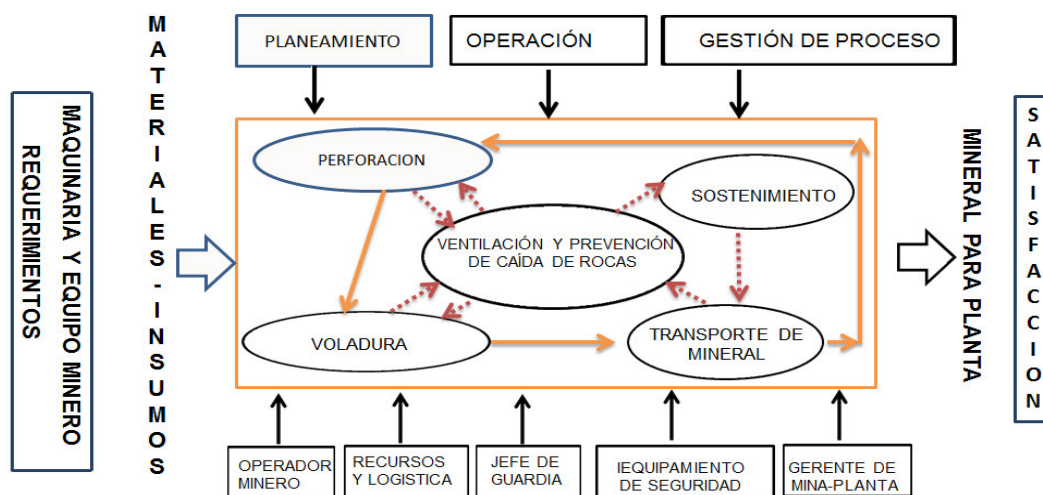 MAQUINARIA Y EQUIPO MINERO
REQUERIMIENTOS
MATERIALES-INSUMOS
PLANEAMIENTO
OPERACIÓN
GESTIÓN DE PROCESO
PERFORACION
SOSTENIMIENTO
VENTILACIÓN Y PREVENCIÓN
DE CAÍDA DE ROCAS
VOLADURA
TRANSPORTE DE
MINERAL
OPERADOR
MINERO
RECURSOS
Y LOGISTICA
JEFE DE
GUARDIA
IEQUIPAMIENTO
DE SEGURIDAD
GERENTE DE
MINA-PLANTA
MINERAL PARA PLANTA
SATISFACCION